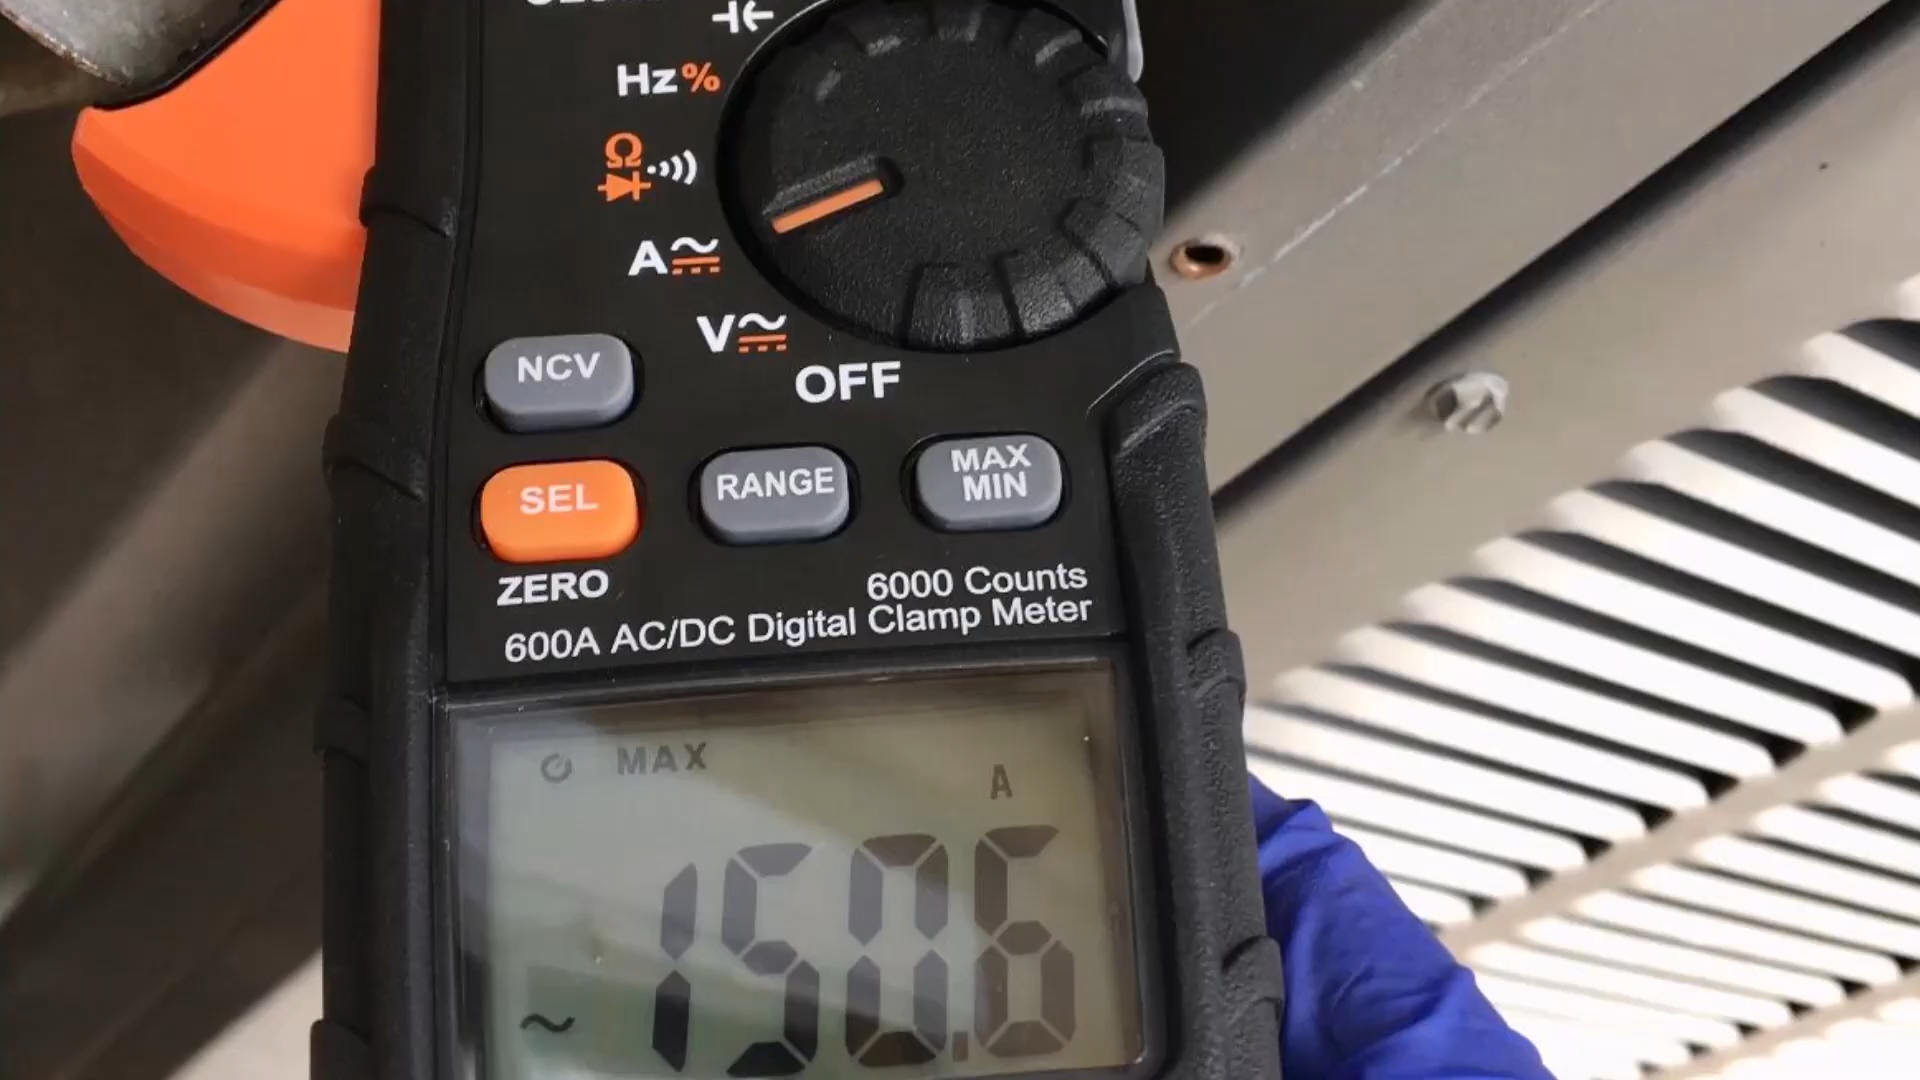 Hz%
Ω
A
V
OFF
NCV
SEL
RANGE
MAX
MIN
ZERO
6000 Counts
600A AC/DC Digital Clamp Meter
MAX
A
~
150.6